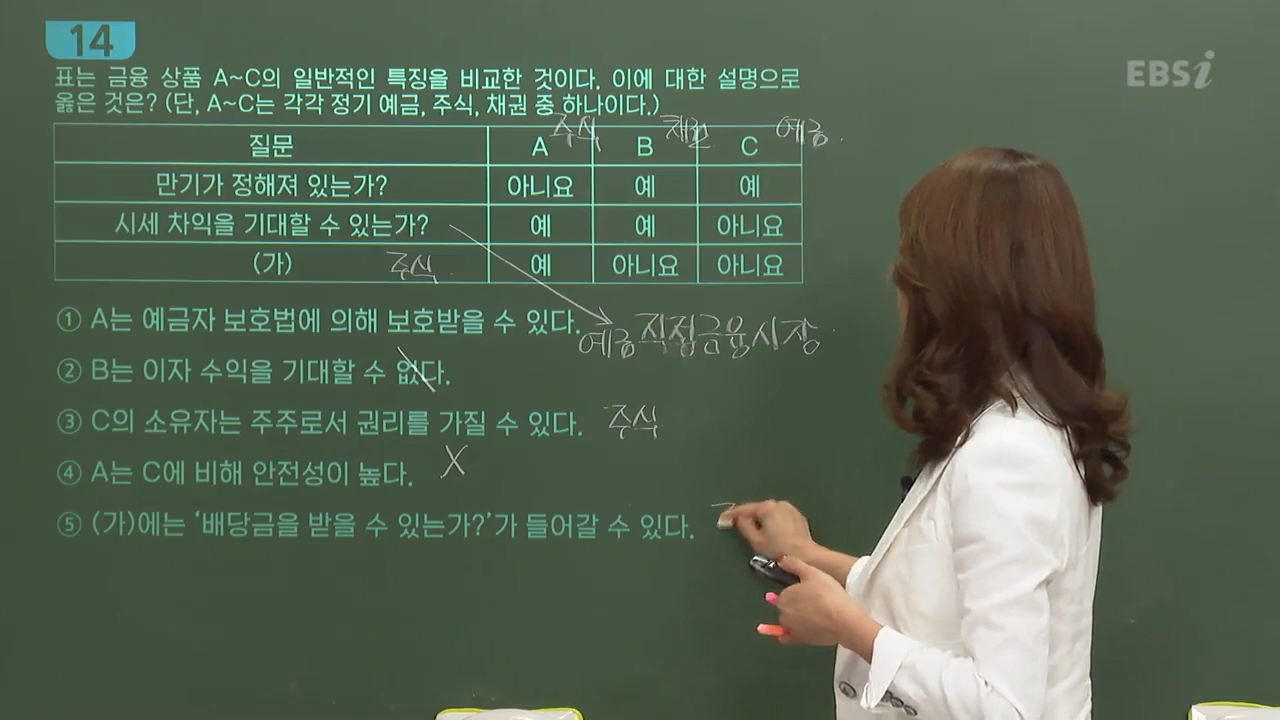 14
EBSi
표는 금융 상품 A~C의 일반적인 특징을 비교한 것이다. 이에 대한 설명으로
옳은 것은? (단, A~C는 각각 정기 예금, 주식, 채권 중 하나이다.)
주식 채권 예금.
질문 A B C
만기가 정해져 있는가? 아니요 예 예
시세 차익을 기대할 수 있는가? 예 예 아니요
(가) 주식. 예 아니요 아니요
① A는 예금자 보호법에 의해 보호받을 수 있다.
예금 직접금융시장.
② B는 이자 수익을 기대할 수 없다.
③ C의 소유자는 주주로서 권리를 가질 수 있다. 주식
④ A는 C에 비해 안전성이 높다. X
⑤ (가)에는 ‘배당금을 받을 수 있는가?’가 들어갈 수 있다.